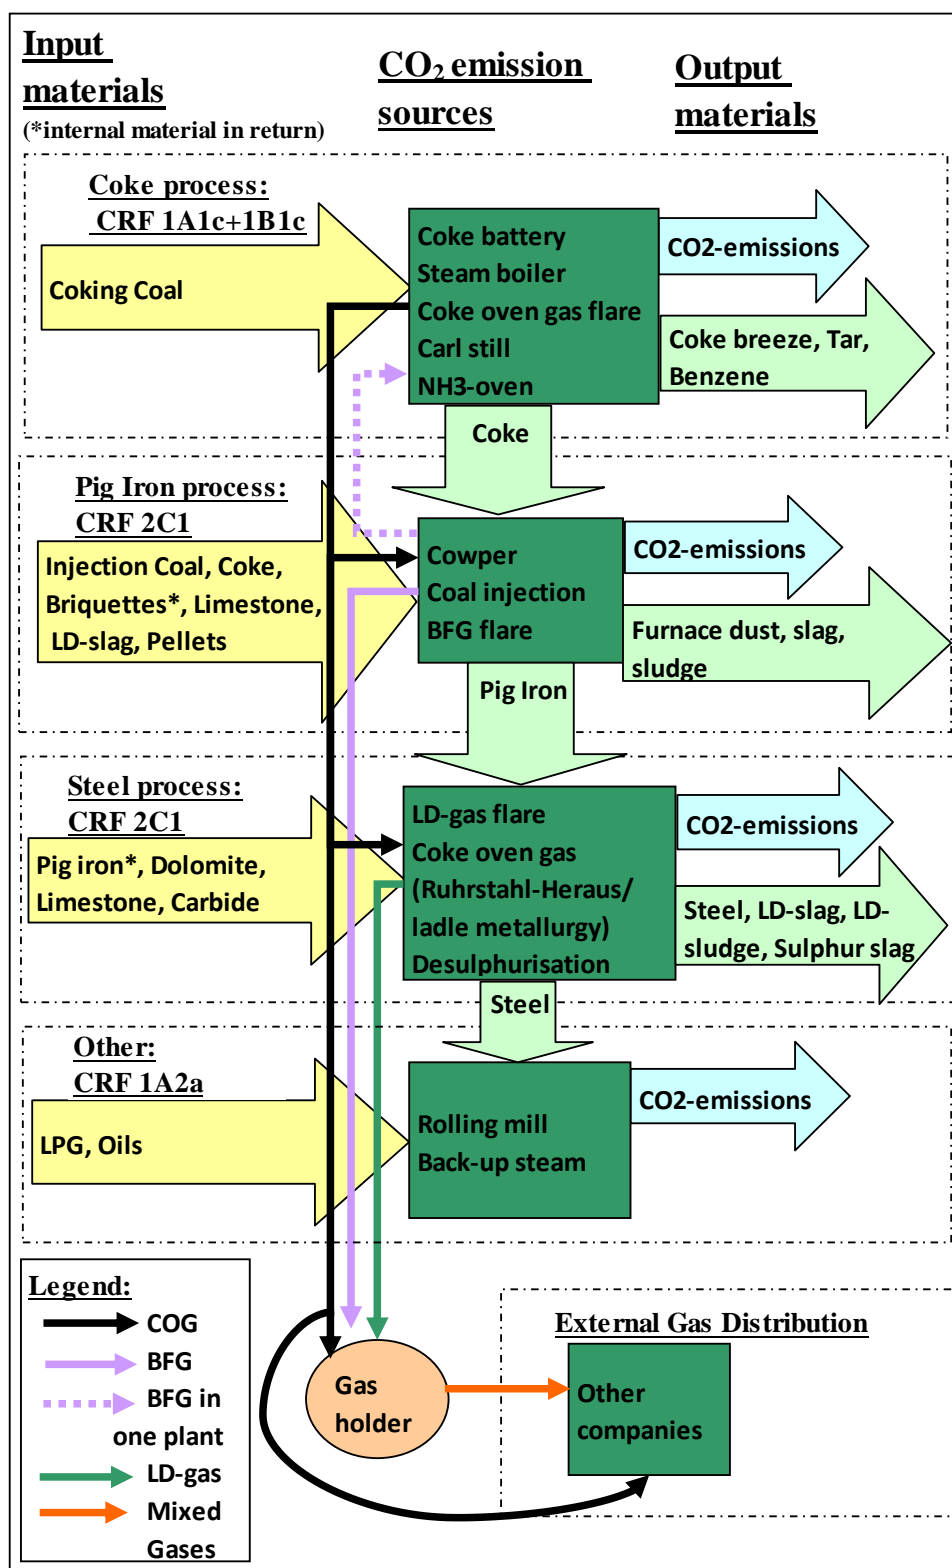 Input
materials
(*internal material in return)
CO2 emission
sources
Output
materials
Coke process:
CRF 1A1c+1B1c
Coking Coal
Coke battery
Steam boiler
Coke oven gas flare
Carl still
NH3-oven
CO2-emissions
Coke breeze, Tar,
Benzene
Coke
Pig Iron process:
CRF 2C1
Injection Coal, Coke,
Briquettes*, Limestone,
LD-slag, Pellets
Cowper
Coal injection
BFG flare
CO2-emissions
Furnace dust, slag,
sludge
Pig Iron
Steel process:
CRF 2C1
Pig iron*, Dolomite,
Limestone, Carbide
LD-gas flare
Coke oven gas
(Ruhrstahl-Heraus/
ladle metallurgy)
Desulphurisation
CO2-emissions
Steel, LD-slag, LD-
sludge, Sulphur slag
Steel
Other:
CRF 1A2a
LPG, Oils
Rolling mill
Back-up steam
CO2-emissions
Legend:
COG
BFG
BFG in
one plant
LD-gas
Mixed
Gases
Gas
holder
External Gas Distribution
Other
companies